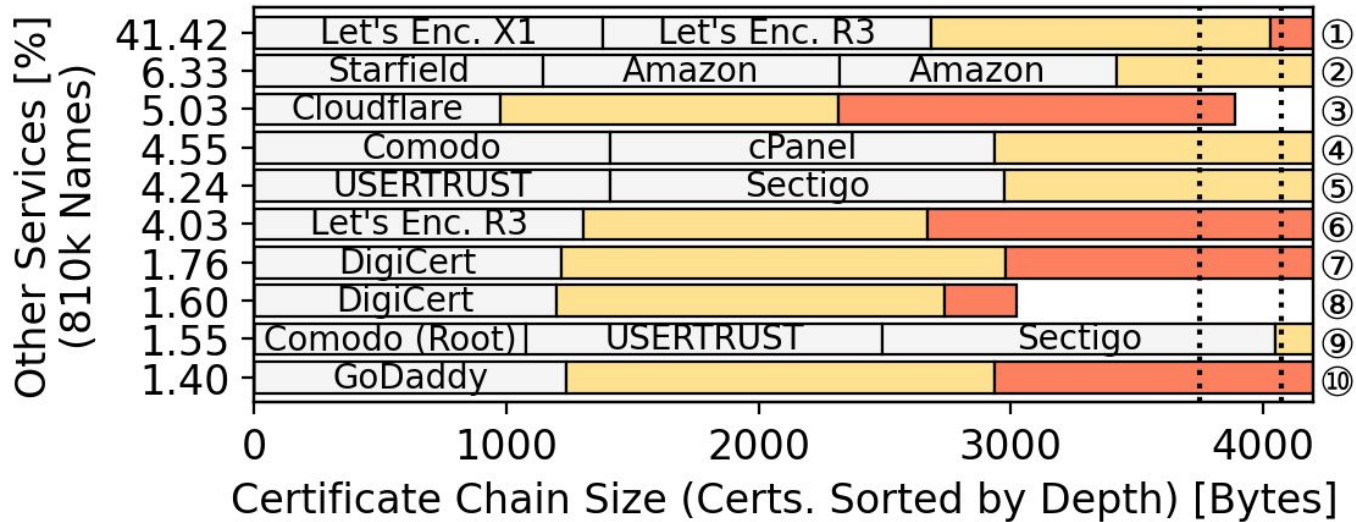 Other Services [%]
(810k Names)
41.42 Let's Enc. X1 Let's Enc. R3 ①
6.33 Starfield Amazon Amazon ②
5.03 Cloudflare ③
4.55 Comodo cPanel ④
4.24 USERTRUST Sectigo ⑤
4.03 Let's Enc. R3 ⑥
1.76 DigiCert ⑦
1.60 DigiCert ⑧
1.55 Comodo (Root) USERTRUST Sectigo ⑨
1.40 GoDaddy ⑩
0 1000 2000 3000 4000
Certificate Chain Size (Certs. Sorted by Depth) [Bytes]